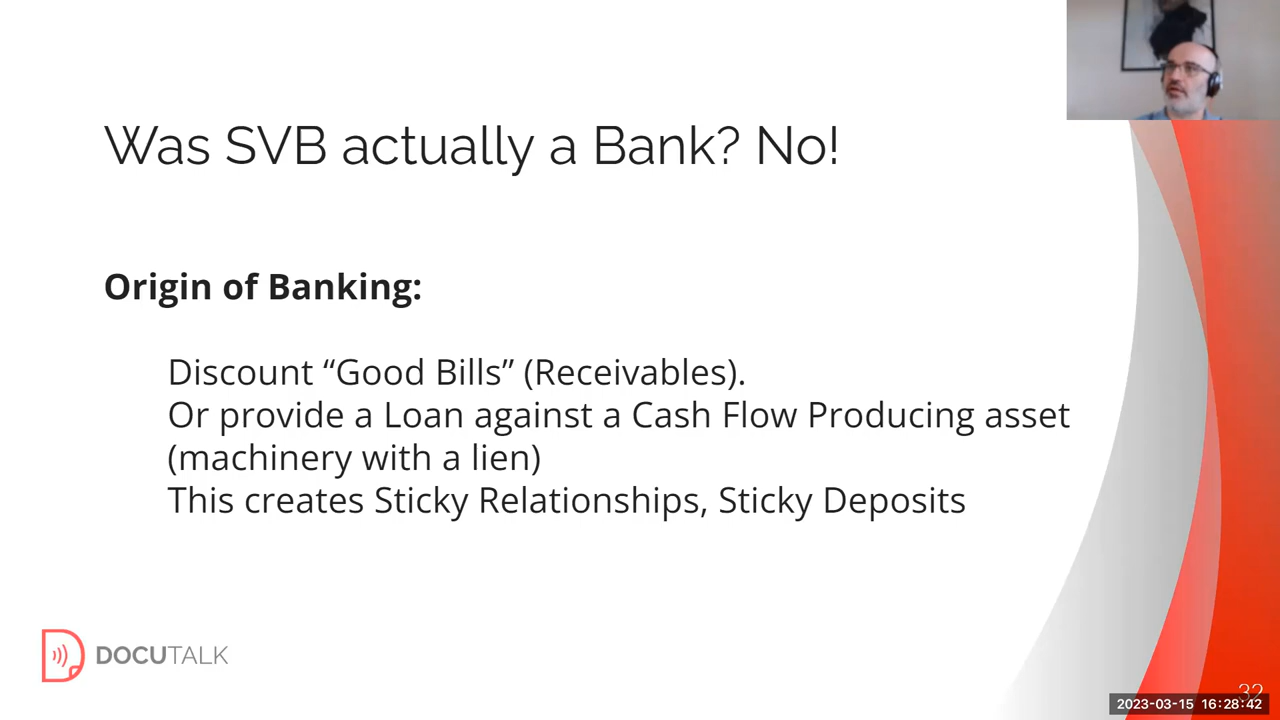 Was SVB actually a Bank? No!
Origin of Banking:
Discount “Good Bills” (Receivables).
Or provide a Loan against a Cash Flow Producing asset
(machinery with a lien)
This creates Sticky Relationships, Sticky Deposits
DOCUTALK
32
2023-03-15 16:28:42